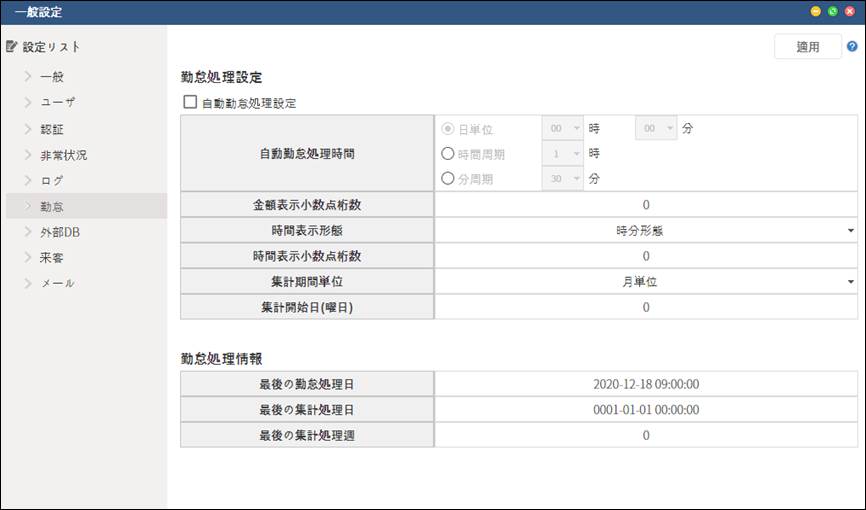 一般設定
設定リスト
一般
ユーザ
認証
非常状況
ログ
勤怠
外部DB
来客
メール
適用
勤怠処理設定
自動勤怠処理設定
自動勤怠処理時間
日単位 00 時 00 分
時間周期 1 時
分周期 30 分
金額表示小数点桁数 0
時間表示形態 時分形態
時間表示小数点桁数 0
集計期間単位 月単位
集計開始日(曜日) 0
勤怠処理情報
最後の勤怠処理日 2020-12-18 09:00:00
最後の集計処理日 0001-01-01 00:00:00
最後の集計処理週 0